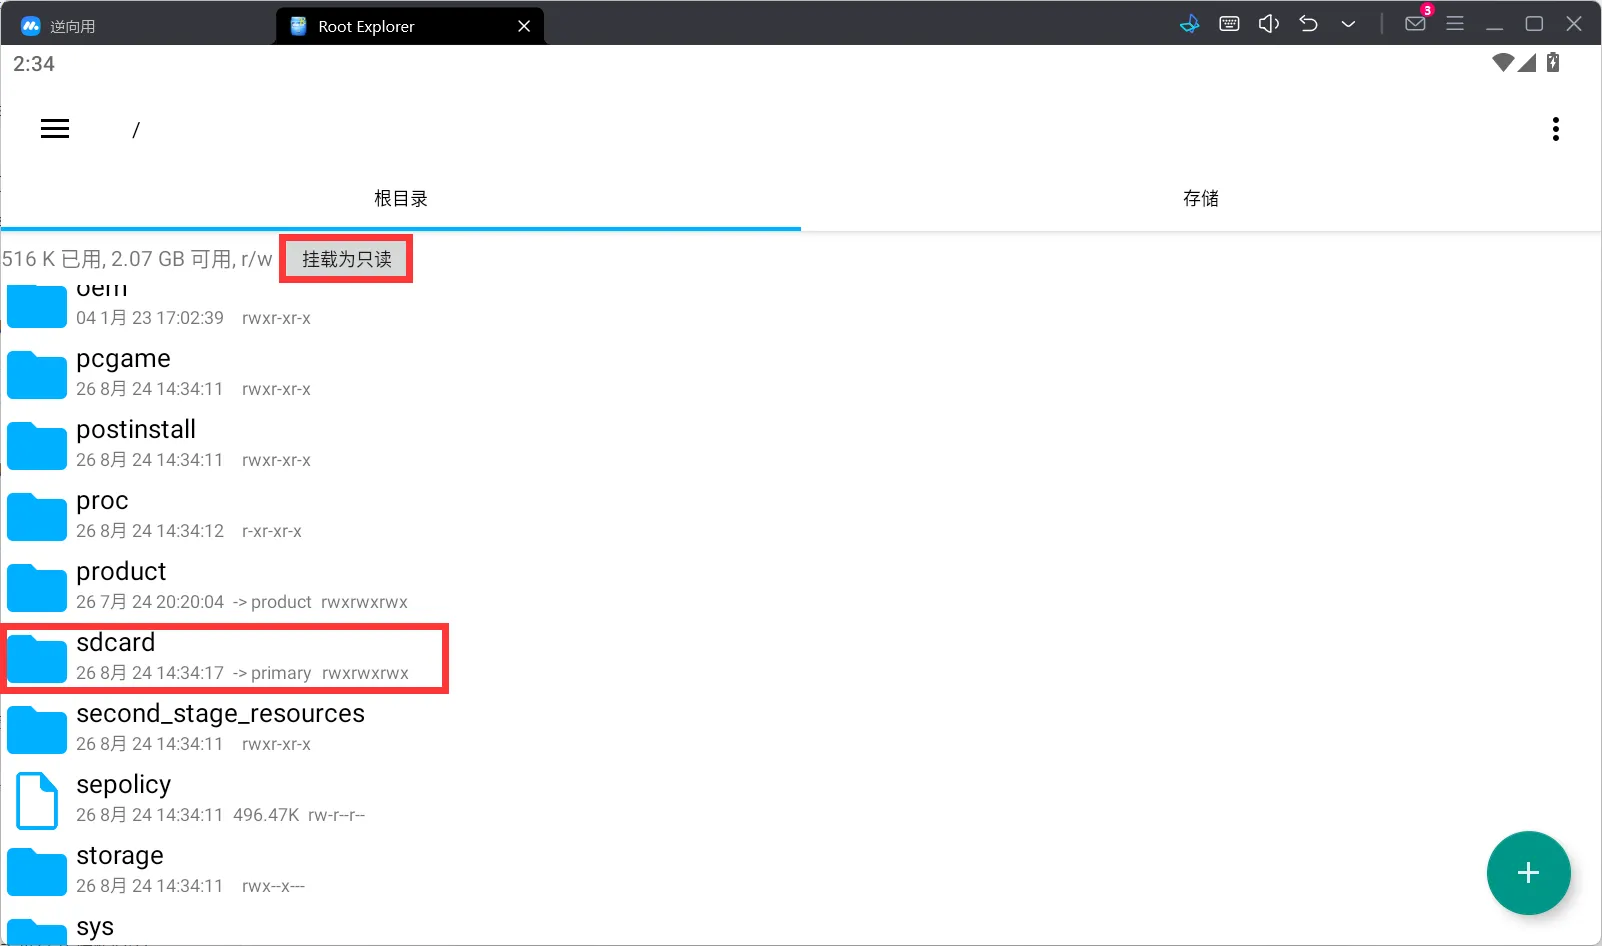 逆向用
Root Explorer
3
2:34
/
根目录
存储
516 K 已用, 2.07 GB 可用, r/w
挂载为只读
oem
04 1月 23 17:02:39 rwxr-xr-x
pcgame
26 8月 24 14:34:11 rwxr-xr-x
postinstall
26 8月 24 14:34:11 rwxr-xr-x
proc
26 8月 24 14:34:12 r-xr-xr-x
product
26 7月 24 20:20:04 -> product rwxrwxrwx
sdcard
26 8月 24 14:34:17 -> primary rwxrwxrwx
second_stage_resources
26 8月 24 14:34:11 rwxr-xr-x
sepolicy
26 8月 24 14:34:11 496.47K rw-r--r--
storage
26 8月 24 14:34:11 rwx--x---
sys